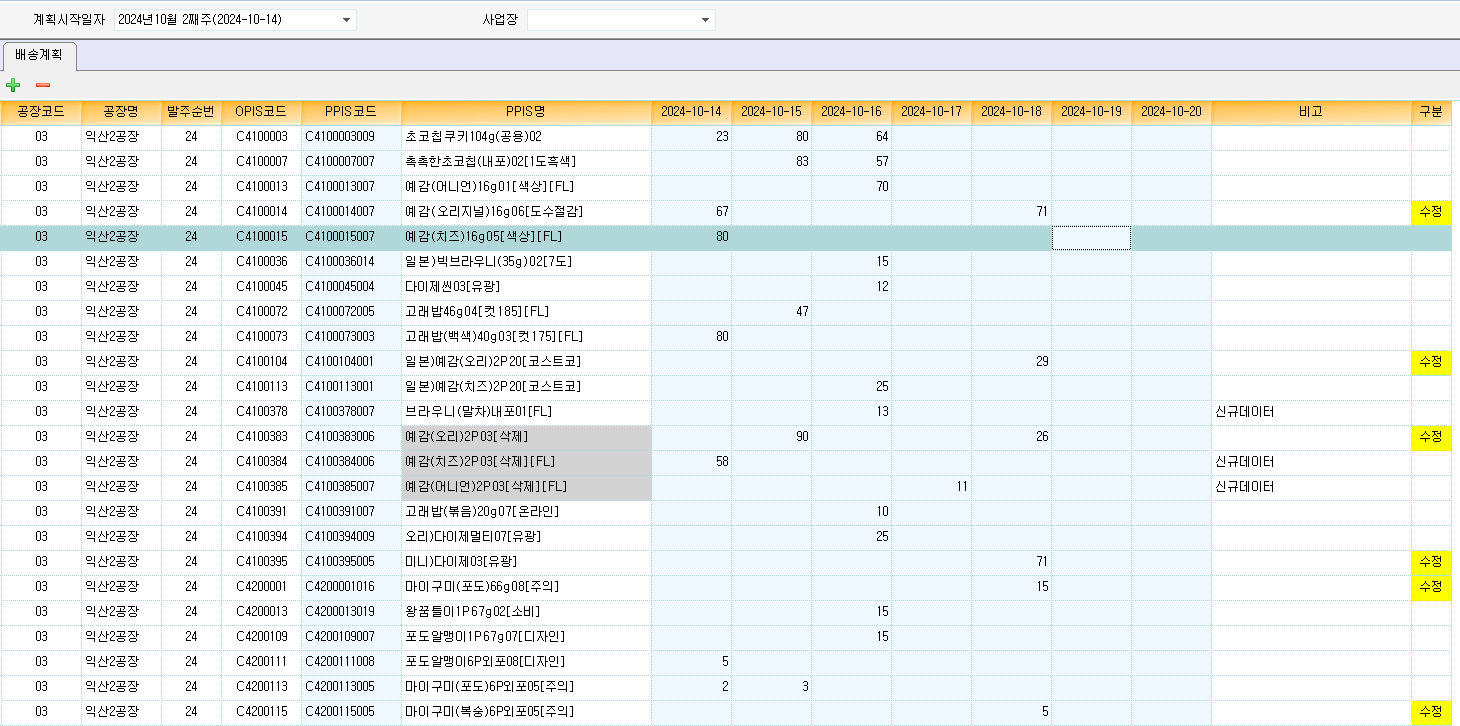 계획시작일자 2024년10월 2째주(2024-10-14) 사업장
배송계획
공장코드 공장명 발주순번 OPIS코드 PPIS코드 PPIS명 2024-10-14 2024-10-15 2024-10-16 2024-10-17 2024-10-18 2024-10-19 2024-10-20 비고 구분
03 익산2공장 24 C4100003 C4100003009 초코칩쿠키104g(공용)02 23 80 64
03 익산2공장 24 C4100007 C4100007007 촉촉한초코칩(내포)02[1도흑색] 83 57
03 익산2공장 24 C4100013 C4100013007 예감(어니언)16g01[색상][FL] 70
03 익산2공장 24 C4100014 C4100014007 예감(오리지널)16g06[도수절감] 67 71 수정
03 익산2공장 24 C4100015 C4100015007 예감(치즈)16g05[색상][FL] 80
03 익산2공장 24 C4100036 C4100036014 일본)빅브라우니(35g)02[7도] 15
03 익산2공장 24 C4100045 C4100045004 다이제씬03[유광] 12
03 익산2공장 24 C4100072 C4100072005 고래밥46g04[컷185][FL] 47
03 익산2공장 24 C4100073 C4100073003 고래밥(백색)40g03[컷175][FL] 80
03 익산2공장 24 C4100104 C4100104001 일본)예감(오리)2P20[코스트코] 29 수정
03 익산2공장 24 C4100113 C4100113001 일본)예감(치즈)2P20[코스트코] 25
03 익산2공장 24 C4100378 C4100378007 브라우니(말차)내포01[FL] 13 신규데이터
03 익산2공장 24 C4100383 C4100383006 예감(오리)2P03[삭제] 90 26 수정
03 익산2공장 24 C4100384 C4100384006 예감(치즈)2P03[삭제][FL] 58 신규데이터
03 익산2공장 24 C4100385 C4100385007 예감(어니언)2P03[삭제][FL] 11 신규데이터
03 익산2공장 24 C4100391 C4100391007 고래밥(볶음)20g07[온라인] 10
03 익산2공장 24 C4100394 C4100394009 오리)다이제멀티07[유광] 25
03 익산2공장 24 C4100395 C4100395005 미니)다이제03[유광] 71 수정
03 익산2공장 24 C4200001 C4200001016 마이구미(포도)66g08[주의] 15 수정
03 익산2공장 24 C4200013 C4200013019 왕꿈틀이1P67g02[소비] 15
03 익산2공장 24 C4200109 C4200109007 포도알맹이1P67g07[디자인] 15
03 익산2공장 24 C4200111 C4200111008 포도알맹이6P외포08[디자인] 5
03 익산2공장 24 C4200113 C4200113005 마이구미(포도)6P외포05[주의] 2 3
03 익산2공장 24 C4200115 C4200115005 마이구미(복숭)6P외포05[주의] 5 수정